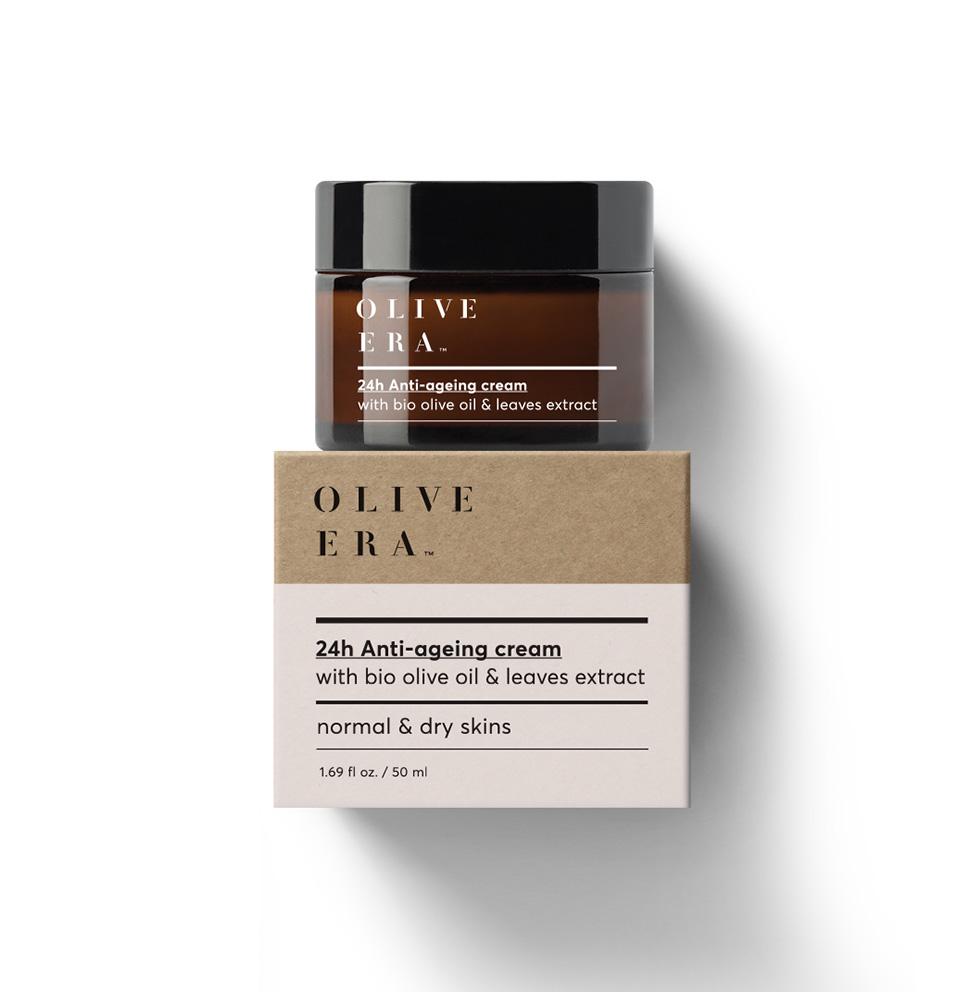 OLIVE
ERA™
24h Anti-ageing cream
with bio olive oil & leaves extract
OLIVE
ERA™
24h Anti-ageing cream
with bio olive oil & leaves extract
normal & dry skins
1.69 fl oz. / 50 ml